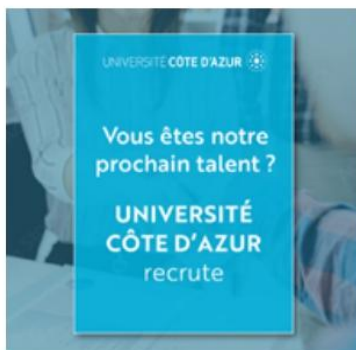 UNIVERSITÉ CÔTE D'AZUR
Vous êtes notre
prochain talent ?
UNIVERSITÉ
CÔTE D'AZUR
recrute